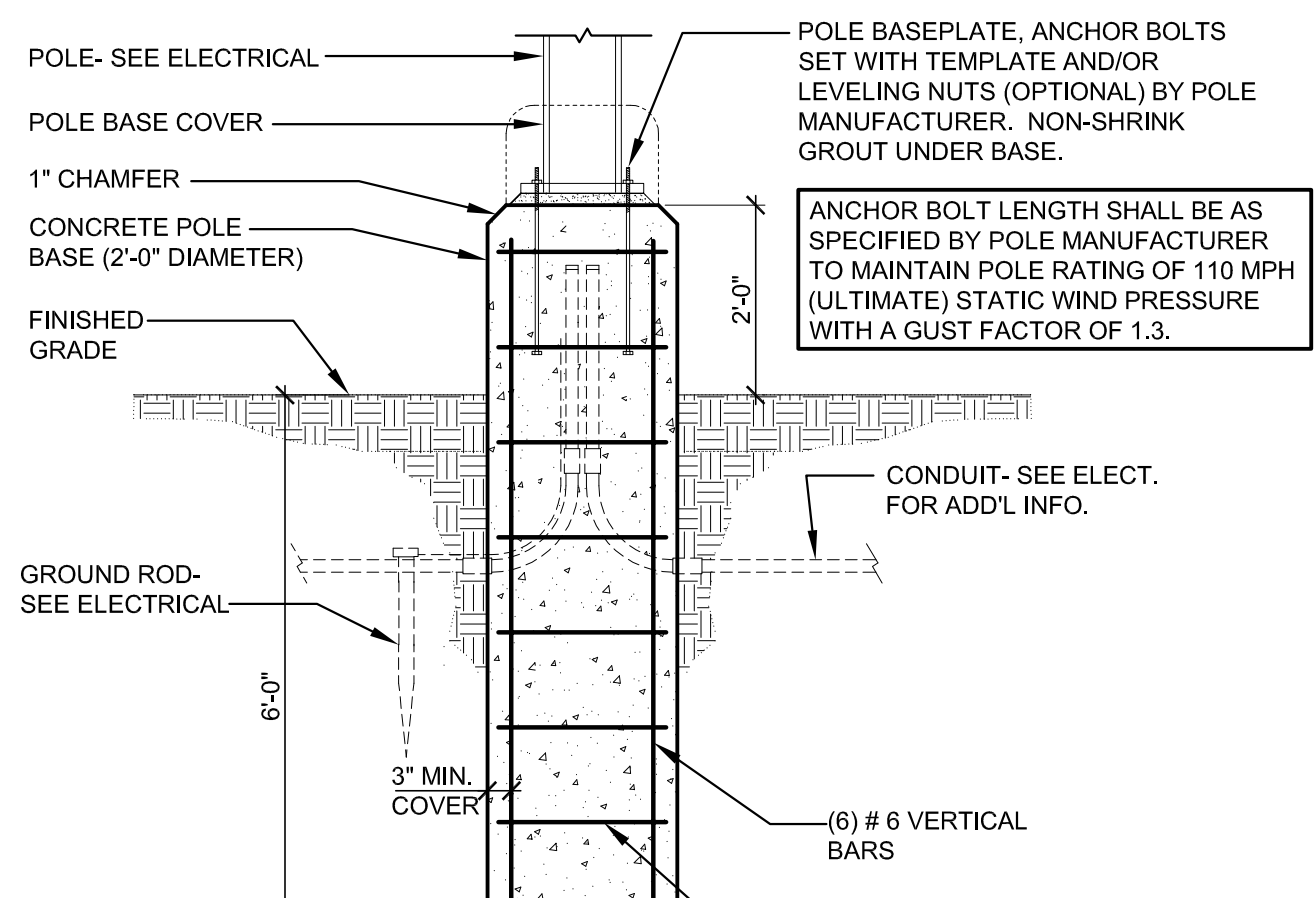 POLE- SEE ELECTRICAL
POLE BASE COVER
1" CHAMFER
CONCRETE POLE
BASE (2'-0" DIAMETER)
FINISHED
GRADE
GROUND ROD-
SEE ELECTRICAL
6'-0"
3" MIN.
COVER
POLE BASEPLATE, ANCHOR BOLTS
SET WITH TEMPLATE AND/OR
LEVELING NUTS (OPTIONAL) BY POLE
MANUFACTURER. NON-SHRINK
GROUT UNDER BASE.
ANCHOR BOLT LENGTH SHALL BE AS
SPECIFIED BY POLE MANUFACTURER
TO MAINTAIN POLE RATING OF 110 MPH
(ULTIMATE) STATIC WIND PRESSURE
WITH A GUST FACTOR OF 1.3.
2'-0"
CONDUIT- SEE ELECT.
FOR ADD'L INFO.
(6) # 6 VERTICAL
BARS